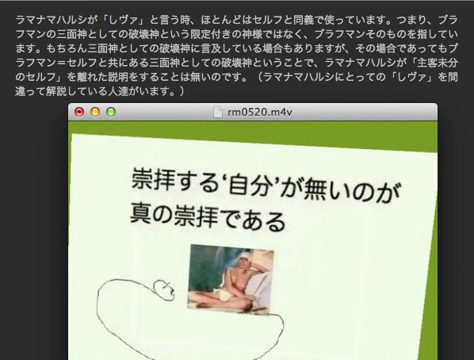 ラマナマハルシが「しヴァ」と言う時、ほとんどはセルフと同義で使っています。つまり、ブラ
フマンの三面神としての破壊神という限定付きの神様ではなく、ブラフマンそのものを指してい
ます。もちろん三面神としての破壊神に言及している場合もありますが、その場合であってもブ
ラフマン＝セルフと共にある三面神としての破壊神ということで、ラマナマハルシが「主客未分
のセルフ」を離れた説明をすることは無いのです。（ラマナマハルシにとっての「しヴァ」を間
違って解説している人達がいます。）
rm0520.m4v
崇拝する‘自分’が無いのが
真の崇拝である